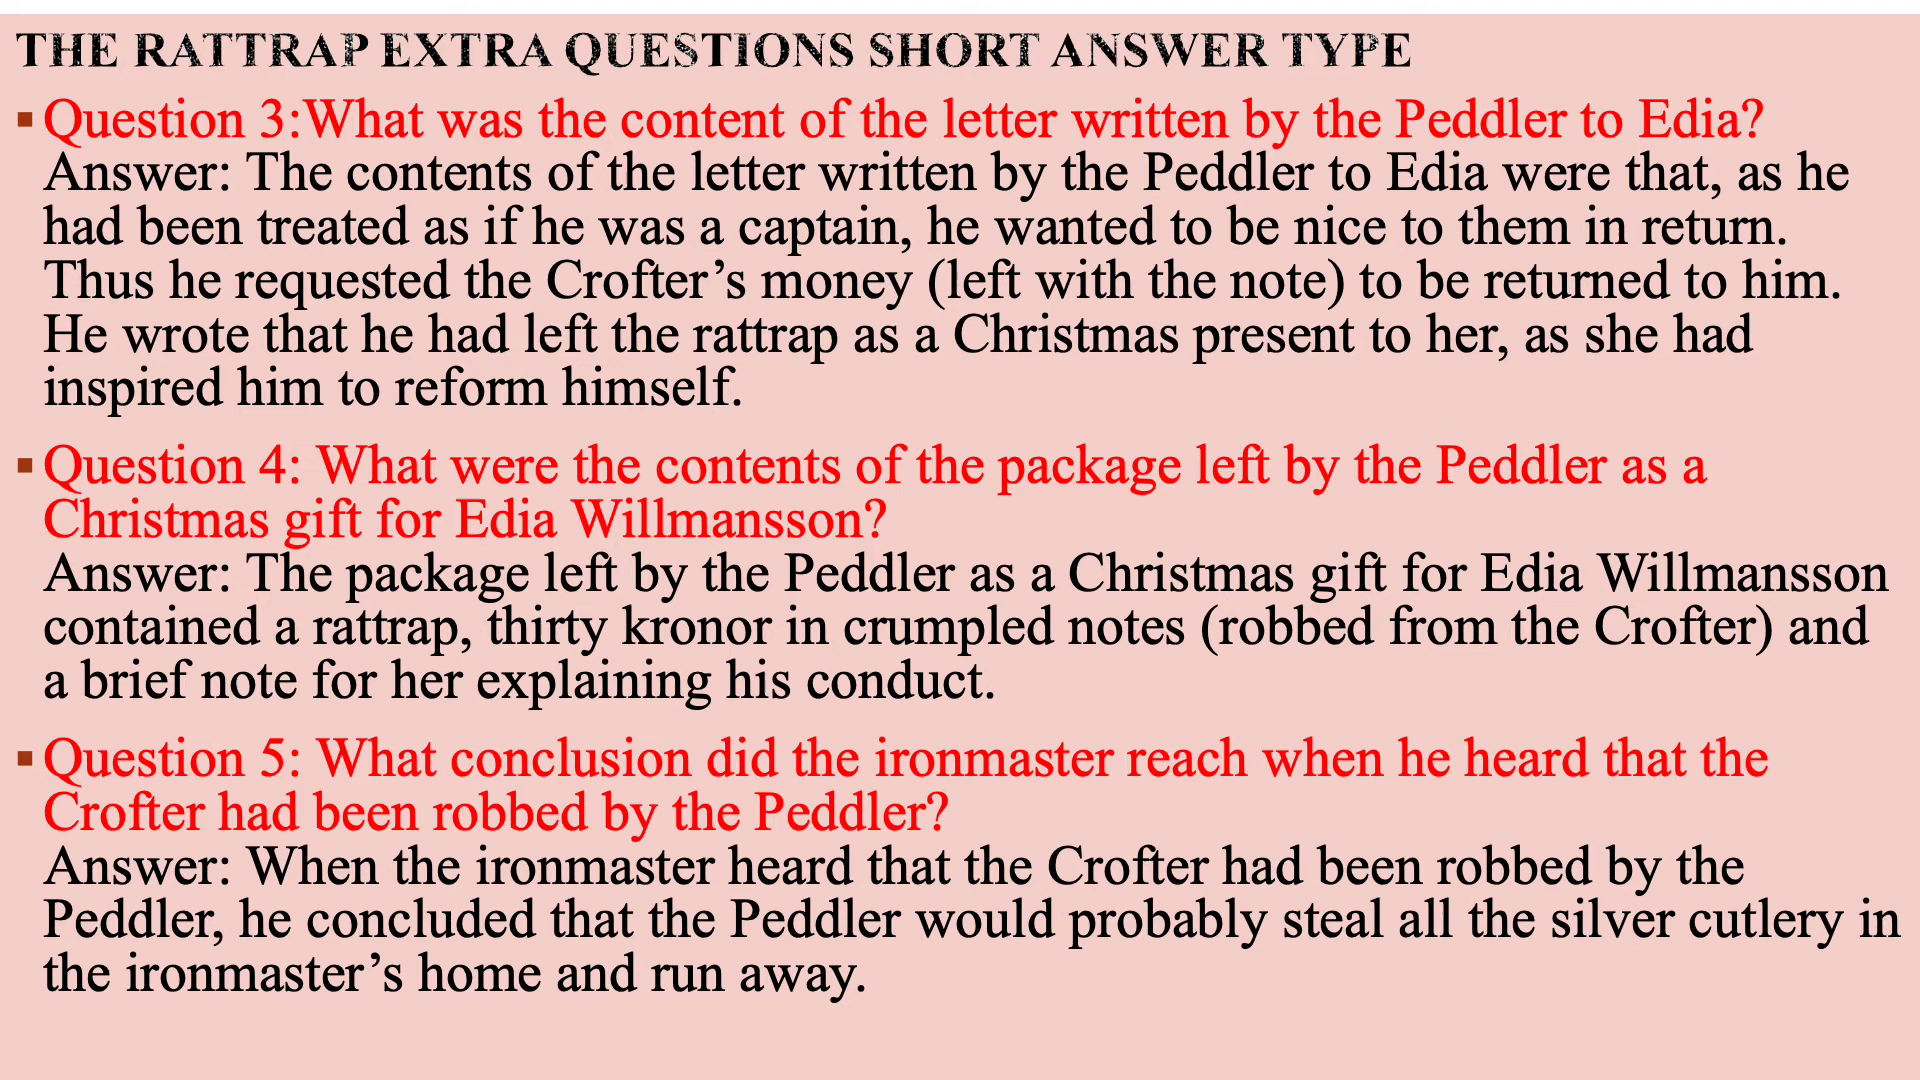 THE RATTRAP EXTRA QUESTIONS SHORT ANSWER TYPE
▪ Question 3:What was the content of the letter written by the Peddler to Edia?
Answer: The contents of the letter written by the Peddler to Edia were that, as he
had been treated as if he was a captain, he wanted to be nice to them in return.
Thus he requested the Crofter’s money (left with the note) to be returned to him.
He wrote that he had left the rattrap as a Christmas present to her, as she had
inspired him to reform himself.
▪ Question 4: What were the contents of the package left by the Peddler as a
Christmas gift for Edia Willmansson?
Answer: The package left by the Peddler as a Christmas gift for Edia Willmansson
contained a rattrap, thirty kronor in crumpled notes (robbed from the Crofter) and
a brief note for her explaining his conduct.
▪ Question 5: What conclusion did the ironmaster reach when he heard that the
Crofter had been robbed by the Peddler?
Answer: When the ironmaster heard that the Crofter had been robbed by the
Peddler, he concluded that the Peddler would probably steal all the silver cutlery in
the ironmaster’s home and run away.